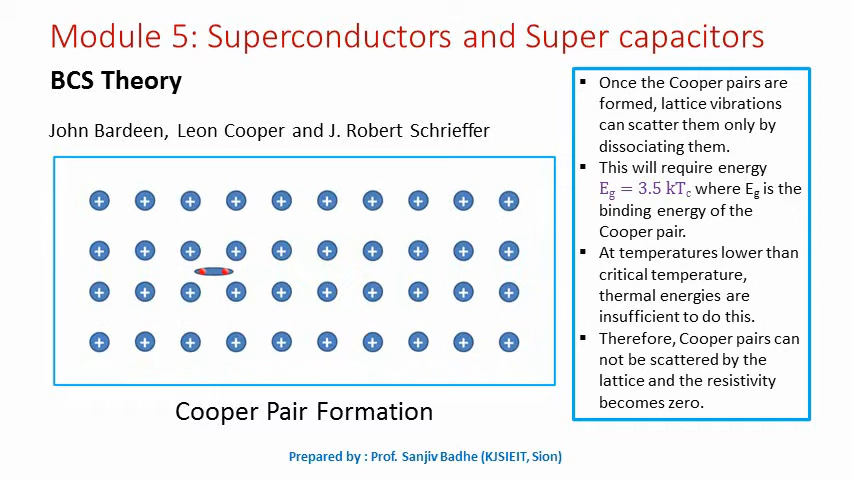 Module 5: Superconductors and Super capacitors
BCS Theory
John Bardeen, Leon Cooper and J. Robert Schrieffer
+ + + + + + + + + +
+ + + + + + + + + +
+ + + + + + + + + +
+ + + + + + + + + +
Cooper Pair Formation
▪ Once the Cooper pairs are
formed, lattice vibrations
can scatter them only by
dissociating them.
▪ This will require energy
E_g = 3.5 kT_c where E_g is the
binding energy of the
Cooper pair.
▪ At temperatures lower than
critical temperature,
thermal energies are
insufficient to do this.
▪ Therefore, Cooper pairs can
not be scattered by the
lattice and the resistivity
becomes zero.
Prepared by : Prof. Sanjiv Badhe (KJSIEIT, Sion)